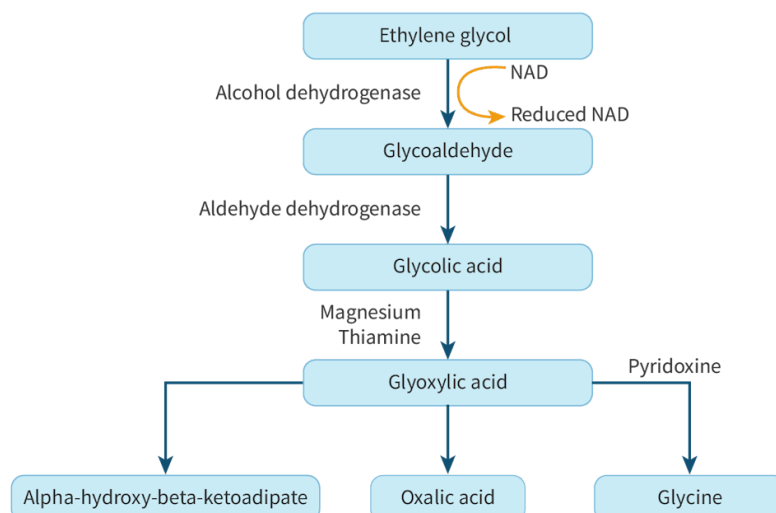 Ethylene glycol
NAD
Alcohol dehydrogenase
Reduced NAD
Glycoaldehyde
Aldehyde dehydrogenase
Glycolic acid
Magnesium
Thiamine
Glyoxylic acid
Pyridoxine
Alpha-hydroxy-beta-ketoadipate
Oxalic acid
Glycine